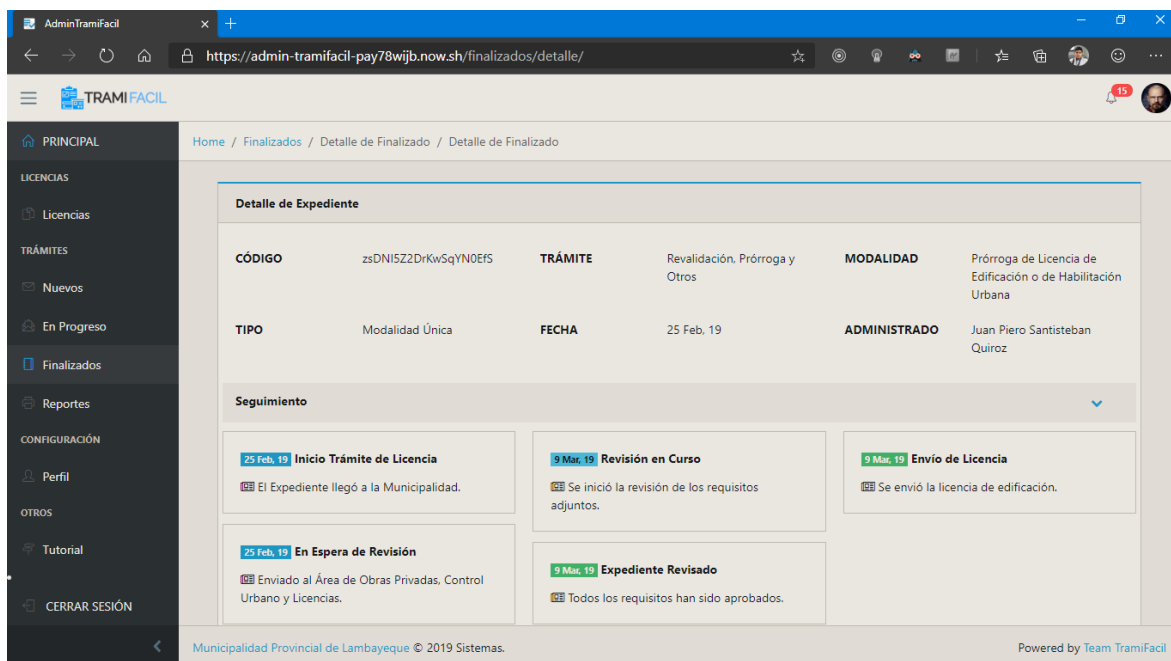 AdminTramiFacil
https://admin-tramifacil-pay78wijb.now.sh/finalizados/detalle/
TRAMIFACIL
15
PRINCIPAL
LICENCIAS
Licencias
TRÁMITES
Nuevos
En Progreso
Finalizados
Reportes
CONFIGURACIÓN
Perfil
OTROS
Tutorial
CERRAR SESIÓN
Home / Finalizados / Detalle de Finalizado / Detalle de Finalizado
Detalle de Expediente
CÓDIGO zsDNI5Z2DrKwSqYN0EfS
TRÁMITE Revalidación, Prórroga y
Otros
MODALIDAD Prórroga de Licencia de
Edificación o de Habilitación
Urbana
TIPO Modalidad Única
FECHA 25 Feb, 19
ADMINISTRADO Juan Piero Santisteban
Quiroz
Seguimiento
25 Feb, 19 Inicio Trámite de Licencia
El Expediente llegó a la Municipalidad.
25 Feb, 19 En Espera de Revisión
Enviado al Área de Obras Privadas, Control
Urbano y Licencias.
9 Mar, 19 Revisión en Curso
Se inició la revisión de los requisitos
adjuntos.
9 Mar, 19 Expediente Revisado
Todos los requisitos han sido aprobados.
9 Mar, 19 Envío de Licencia
Se envió la licencia de edificación.
Municipalidad Provincial de Lambayeque © 2019 Sistemas.
Powered by Team TramiFacil